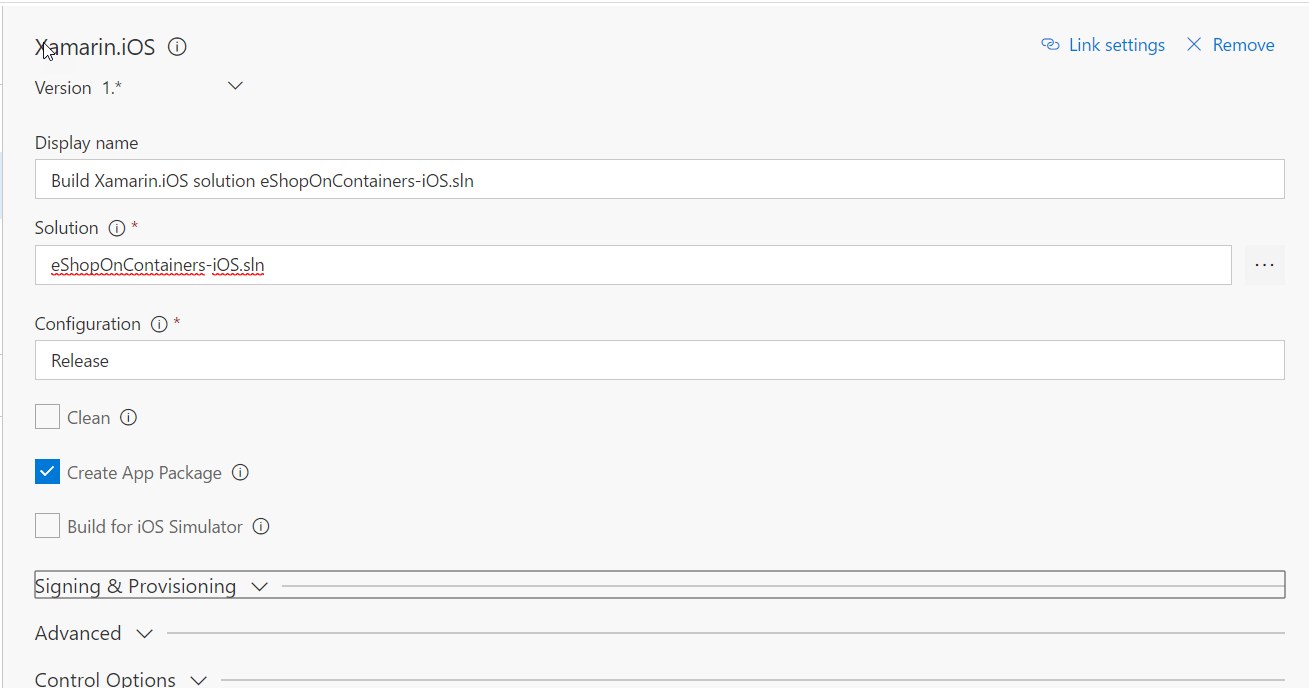 Xamarin.iOS
Link settings
Remove
Version 1.*
Display name
Build Xamarin.iOS solution eShopOnContainers-iOS.sln
Solution *
eShopOnContainers-iOS.sln
...
Configuration *
Release
Clean
Create App Package
Build for iOS Simulator
Signing & Provisioning
Advanced
Control Options